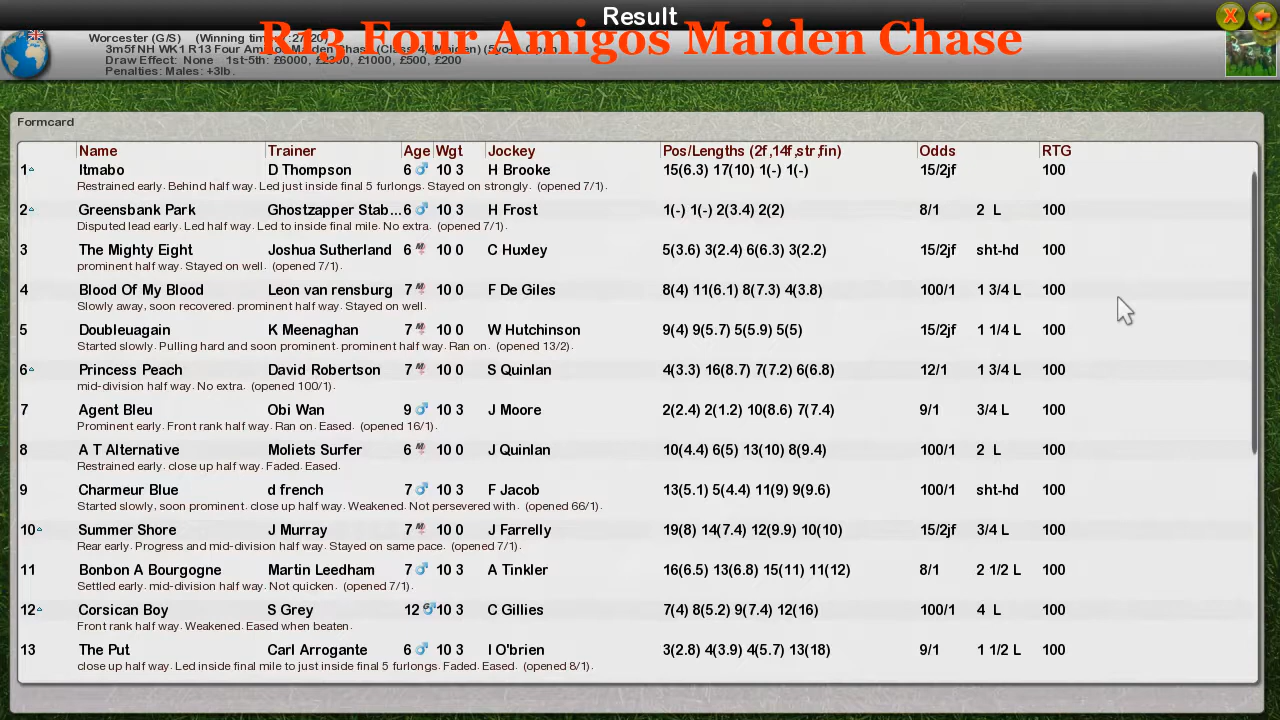 Result
R13 Four Amigos Maiden Chase
Worcester (G/S) (Winning time
3m5f NH WK1 R13 Four Amigos Maiden Chase (Class 4) (Maiden) (5yo+) Open
Draw Effect: None 1st-5th: £6000, £2300, £1000, £500, £200
Penalties: Males: +3lb.
Formcard
Name Trainer Age Wgt Jockey Pos/Lengths (2f,14f,str,fin) Odds RTG
1 Itmabo D Thompson 6 10 3 H Brooke 15(6.3) 17(10) 1(-) 1(-) 15/2jf 100
Restrained early. Behind half way. Led just inside final 5 furlongs. Stayed on strongly. (opened 7/1).
2 Greensbank Park Ghostzapper Stab... 6 10 3 H Frost 1(-) 1(-) 2(3.4) 2(2) 8/1 2 L 100
Disputed lead early. Led half way. Led to inside final mile. No extra. (opened 7/1).
3 The Mighty Eight Joshua Sutherland 6 10 0 C Huxley 5(3.6) 3(2.4) 6(6.3) 3(2.2) 15/2jf sht-hd 100
prominent half way. Stayed on well. (opened 7/1).
4 Blood Of My Blood Leon van rensburg 7 10 0 F De Giles 8(4) 11(6.1) 8(7.3) 4(3.8) 100/1 1 3/4 L 100
Slowly away, soon recovered. prominent half way. Stayed on well.
5 Doubleuagain K Meenaghan 7 10 0 W Hutchinson 9(4) 9(5.7) 5(5.9) 5(5) 15/2jf 1 1/4 L 100
Started slowly. Pulling hard and soon prominent. prominent half way. Ran on. (opened 13/2).
6 Princess Peach David Robertson 7 10 0 S Quinlan 4(3.3) 16(8.7) 7(7.2) 6(6.8) 12/1 1 3/4 L 100
mid-division half way. No extra. (opened 100/1).
7 Agent Bleu Obi Wan 9 10 3 J Moore 2(2.4) 2(1.2) 10(8.6) 7(7.4) 9/1 3/4 L 100
Prominent early. Front rank half way. Ran on. Eased. (opened 16/1).
8 A T Alternative Moliets Surfer 6 10 0 J Quinlan 10(4.4) 6(5) 13(10) 8(9.4) 100/1 2 L 100
Restrained early. close up half way. Faded. Eased.
9 Charmeur Blue d french 7 10 3 F Jacob 13(5.1) 5(4.4) 11(9) 9(9.6) 100/1 sht-hd 100
Started slowly, soon prominent. close up half way. Weakened. Not persevered with. (opened 66/1).
10 Summer Shore J Murray 7 10 0 J Farrelly 19(8) 14(7.4) 12(9.9) 10(10) 15/2jf 3/4 L 100
Rear early. Progress and mid-division half way. Stayed on same pace. (opened 7/1).
11 Bonbon A Bourgogne Martin Leedham 7 10 3 A Tinkler 16(6.5) 13(6.8) 15(11) 11(12) 8/1 2 1/2 L 100
Settled early. mid-division half way. Not quicken. (opened 7/1).
12 Corsican Boy S Grey 12 10 3 C Gillies 7(4) 8(5.2) 9(7.4) 12(16) 100/1 4 L 100
Front rank half way. Weakened. Eased when beaten.
13 The Put Carl Arrogante 6 10 3 I O'brien 3(2.8) 4(3.9) 4(5.7) 13(18) 9/1 1 1/2 L 100
close up half way. Led inside final mile to just inside final 5 furlongs. Faded. Eased. (opened 8/1).